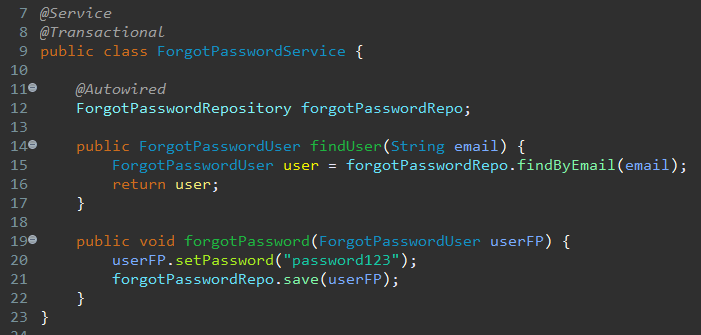 7 @Service
8 @Transactional
9 public class ForgotPasswordService {
10
11 @Autowired
12 ForgotPasswordRepository forgotPasswordRepo;
13
14 public ForgotPasswordUser findUser(String email) {
15 ForgotPasswordUser user = forgotPasswordRepo.findByEmail(email);
16 return user;
17 }
18
19 public void forgotPassword(ForgotPasswordUser userFP) {
20 userFP.setPassword("password123");
21 forgotPasswordRepo.save(userFP);
22 }
23 }